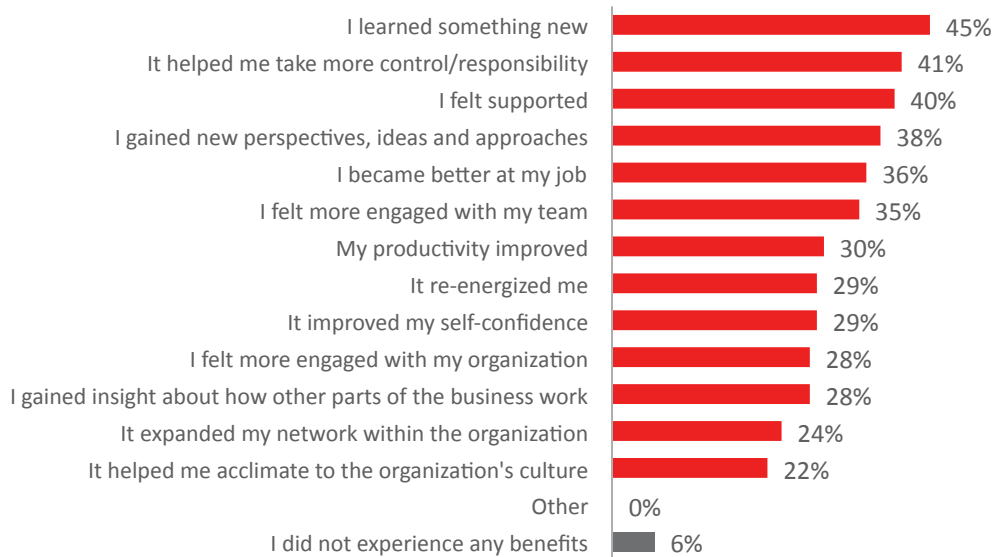 I learned something new 45%
It helped me take more control/responsibility 41%
I felt supported 40%
I gained new perspectives, ideas and approaches 38%
I became better at my job 36%
I felt more engaged with my team 35%
My productivity improved 30%
It re-energized me 29%
It improved my self-confidence 29%
I felt more engaged with my organization 28%
I gained insight about how other parts of the business work 28%
It expanded my network within the organization 24%
It helped me acclimate to the organization's culture 22%
Other 0%
I did not experience any benefits 6%